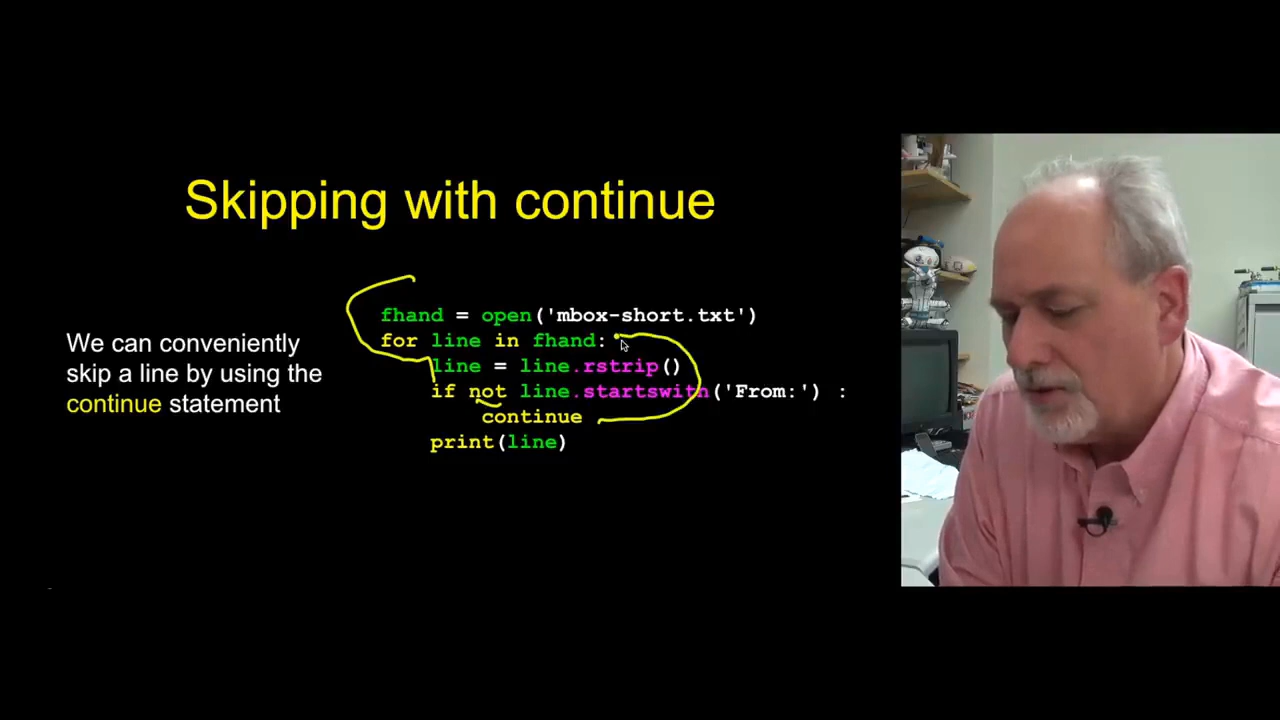 Skipping with continue
We can conveniently
skip a line by using the
continue statement
fhand = open('mbox-short.txt')
for line in fhand:
line = line.rstrip()
if not line.startswith('From:') :
continue
print(line)